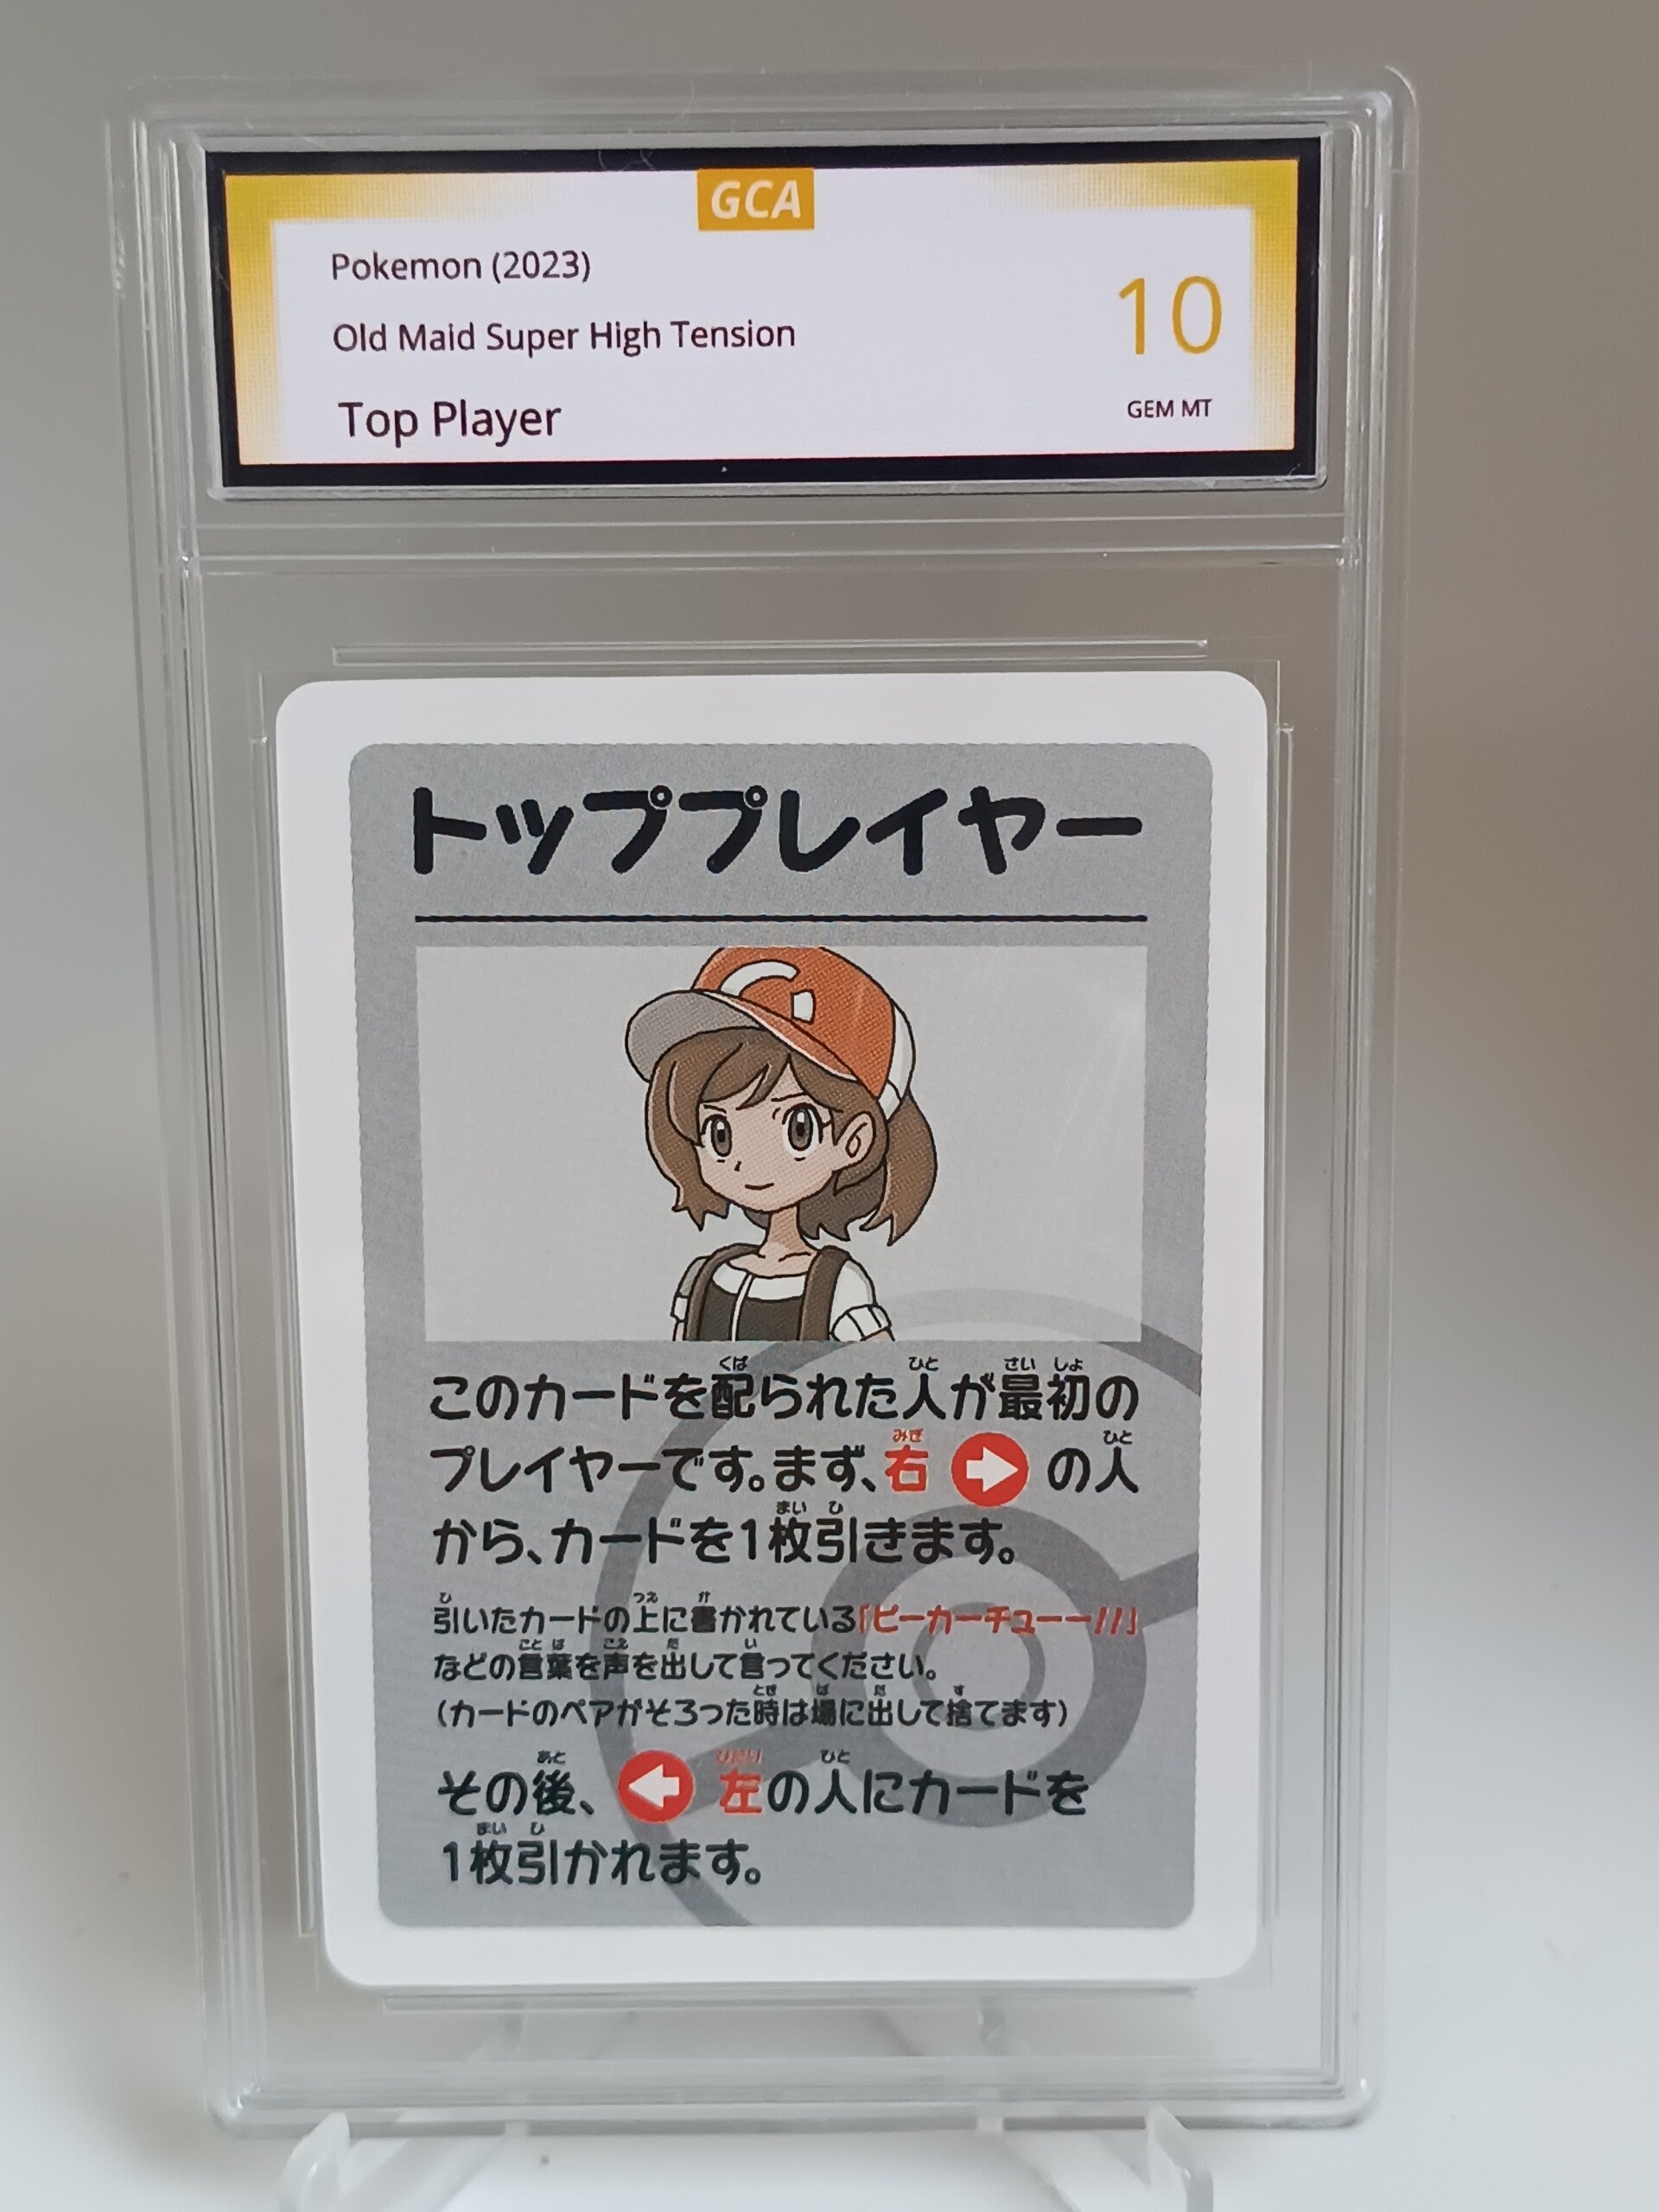 GCA
Pokemon (2023)
Old Maid Super High Tension
Top Player
10
GEM MT
トッププレイヤー
このカードを配られた人が最初の
プレイヤーです。まず、右 の人
から、カードを1枚引きます。
引いたカードの上に書かれている「ピーカーチューー!!」
などの言葉を声を出して言ってください。
(カードのペアがそろった時は場に出して捨てます)
その後、 左の人にカードを
1枚引かれます。